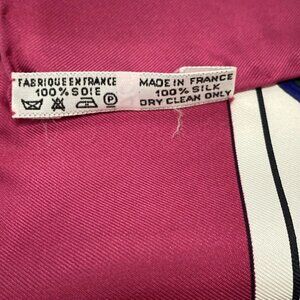 FABRIQUE EN FRANCE
100% SOIE
MADE IN FRANCE
100% SILK
DRY CLEAN ONLY